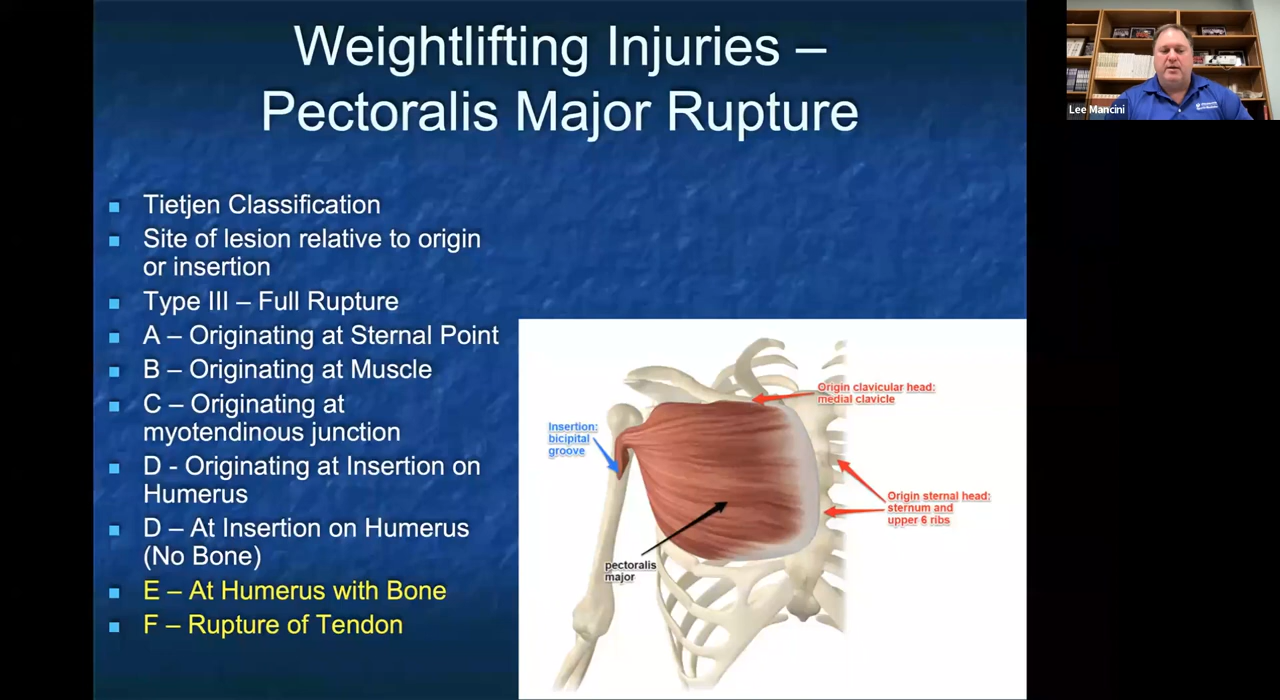 Weightlifting Injuries –
Pectoralis Major Rupture
Tietjen Classification
Site of lesion relative to origin
or insertion
Type III – Full Rupture
A – Originating at Sternal Point
B – Originating at Muscle
C – Originating at
myotendinous junction
D - Originating at Insertion on
Humerus
D – At Insertion on Humerus
(No Bone)
E – At Humerus with Bone
F – Rupture of Tendon
Origin clavicular head:
medial clavicle
Insertion:
bicipital
groove
Origin sternal head:
sternum and
upper 6 ribs
pectoralis
major
Lee Mancini